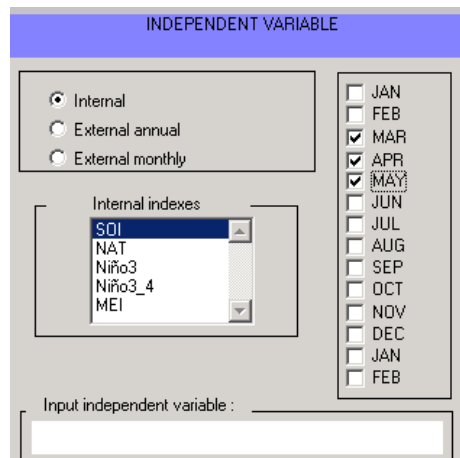 INDEPENDENT VARIABLE
Internal
External annual
External monthly
Internal indexes
SOI
NAT
Niño3
Niño3_4
MEI
JAN
FEB
MAR
APR
MAY
JUN
JUL
AUG
SEP
OCT
NOV
DEC
JAN
FEB
Input independent variable :